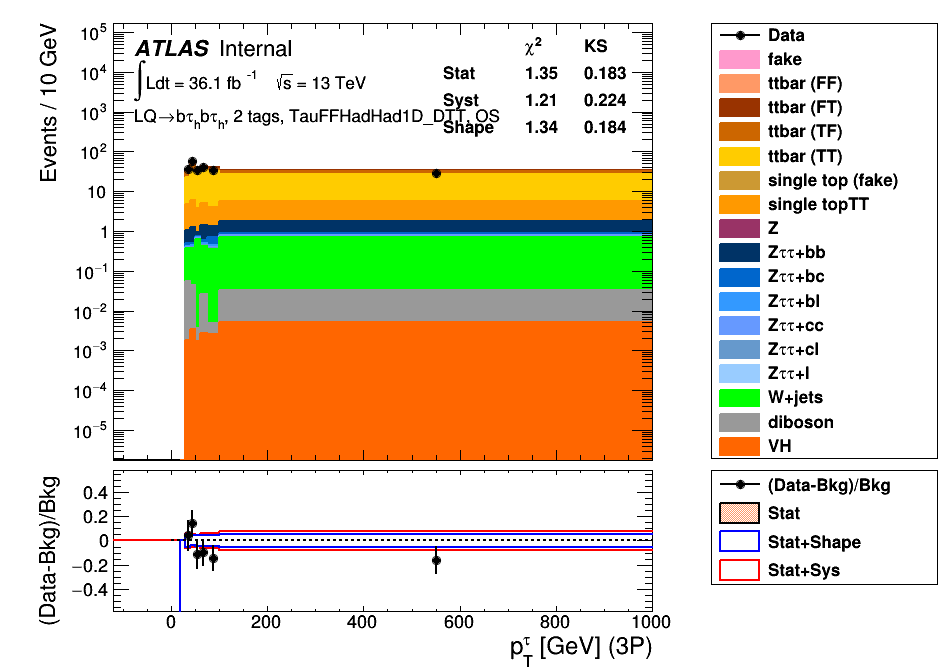 Events / 10 GeV
10⁵
10⁴
10³
10²
10
1
10⁻¹
10⁻²
10⁻³
10⁻⁴
10⁻⁵
ATLAS Internal
∫Ldt = 36.1 fb⁻¹ √s = 13 TeV
LQ→bτₕbτₕ, 2 tags, TauFFHadHad1D_DTT, OS
χ² KS
Stat 1.35 0.183
Syst 1.21 0.224
Shape 1.34 0.184
Data
fake
ttbar (FF)
ttbar (FT)
ttbar (TF)
ttbar (TT)
single top (fake)
single topTT
Z
Zττ+bb
Zττ+bc
Zττ+bl
Zττ+cc
Zττ+cl
Zττ+l
W+jets
diboson
VH
(Data-Bkg)/Bkg
0.4
0.2
0
−0.2
−0.4
0 200 400 600 800 1000
p_T^τ [GeV] (3P)
(Data-Bkg)/Bkg
Stat
Stat+Shape
Stat+Sys